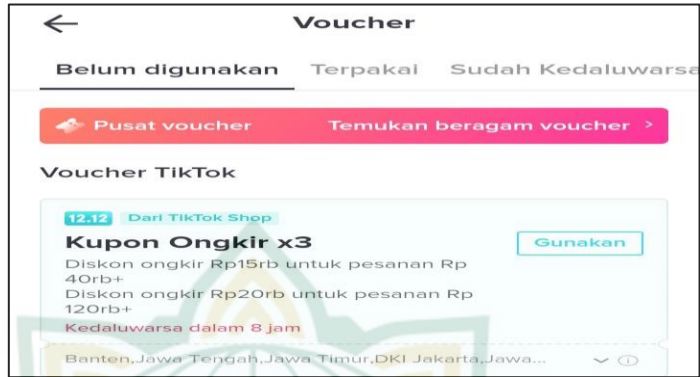 Voucher
Belum digunakan Terpakai Sudah Kedaluwarsa
Pusat voucher Temukan beragam voucher >
Voucher TikTok
12.12 Dari TikTok Shop
Kupon Ongkir x3 Gunakan
Diskon ongkir Rp15rb untuk pesanan Rp
40rb+
Diskon ongkir Rp20rb untuk pesanan Rp
120rb+
Kedaluwarsa dalam 8 jam
Banten,Jawa Tengah,Jawa Timur,DKI Jakarta,Jawa...